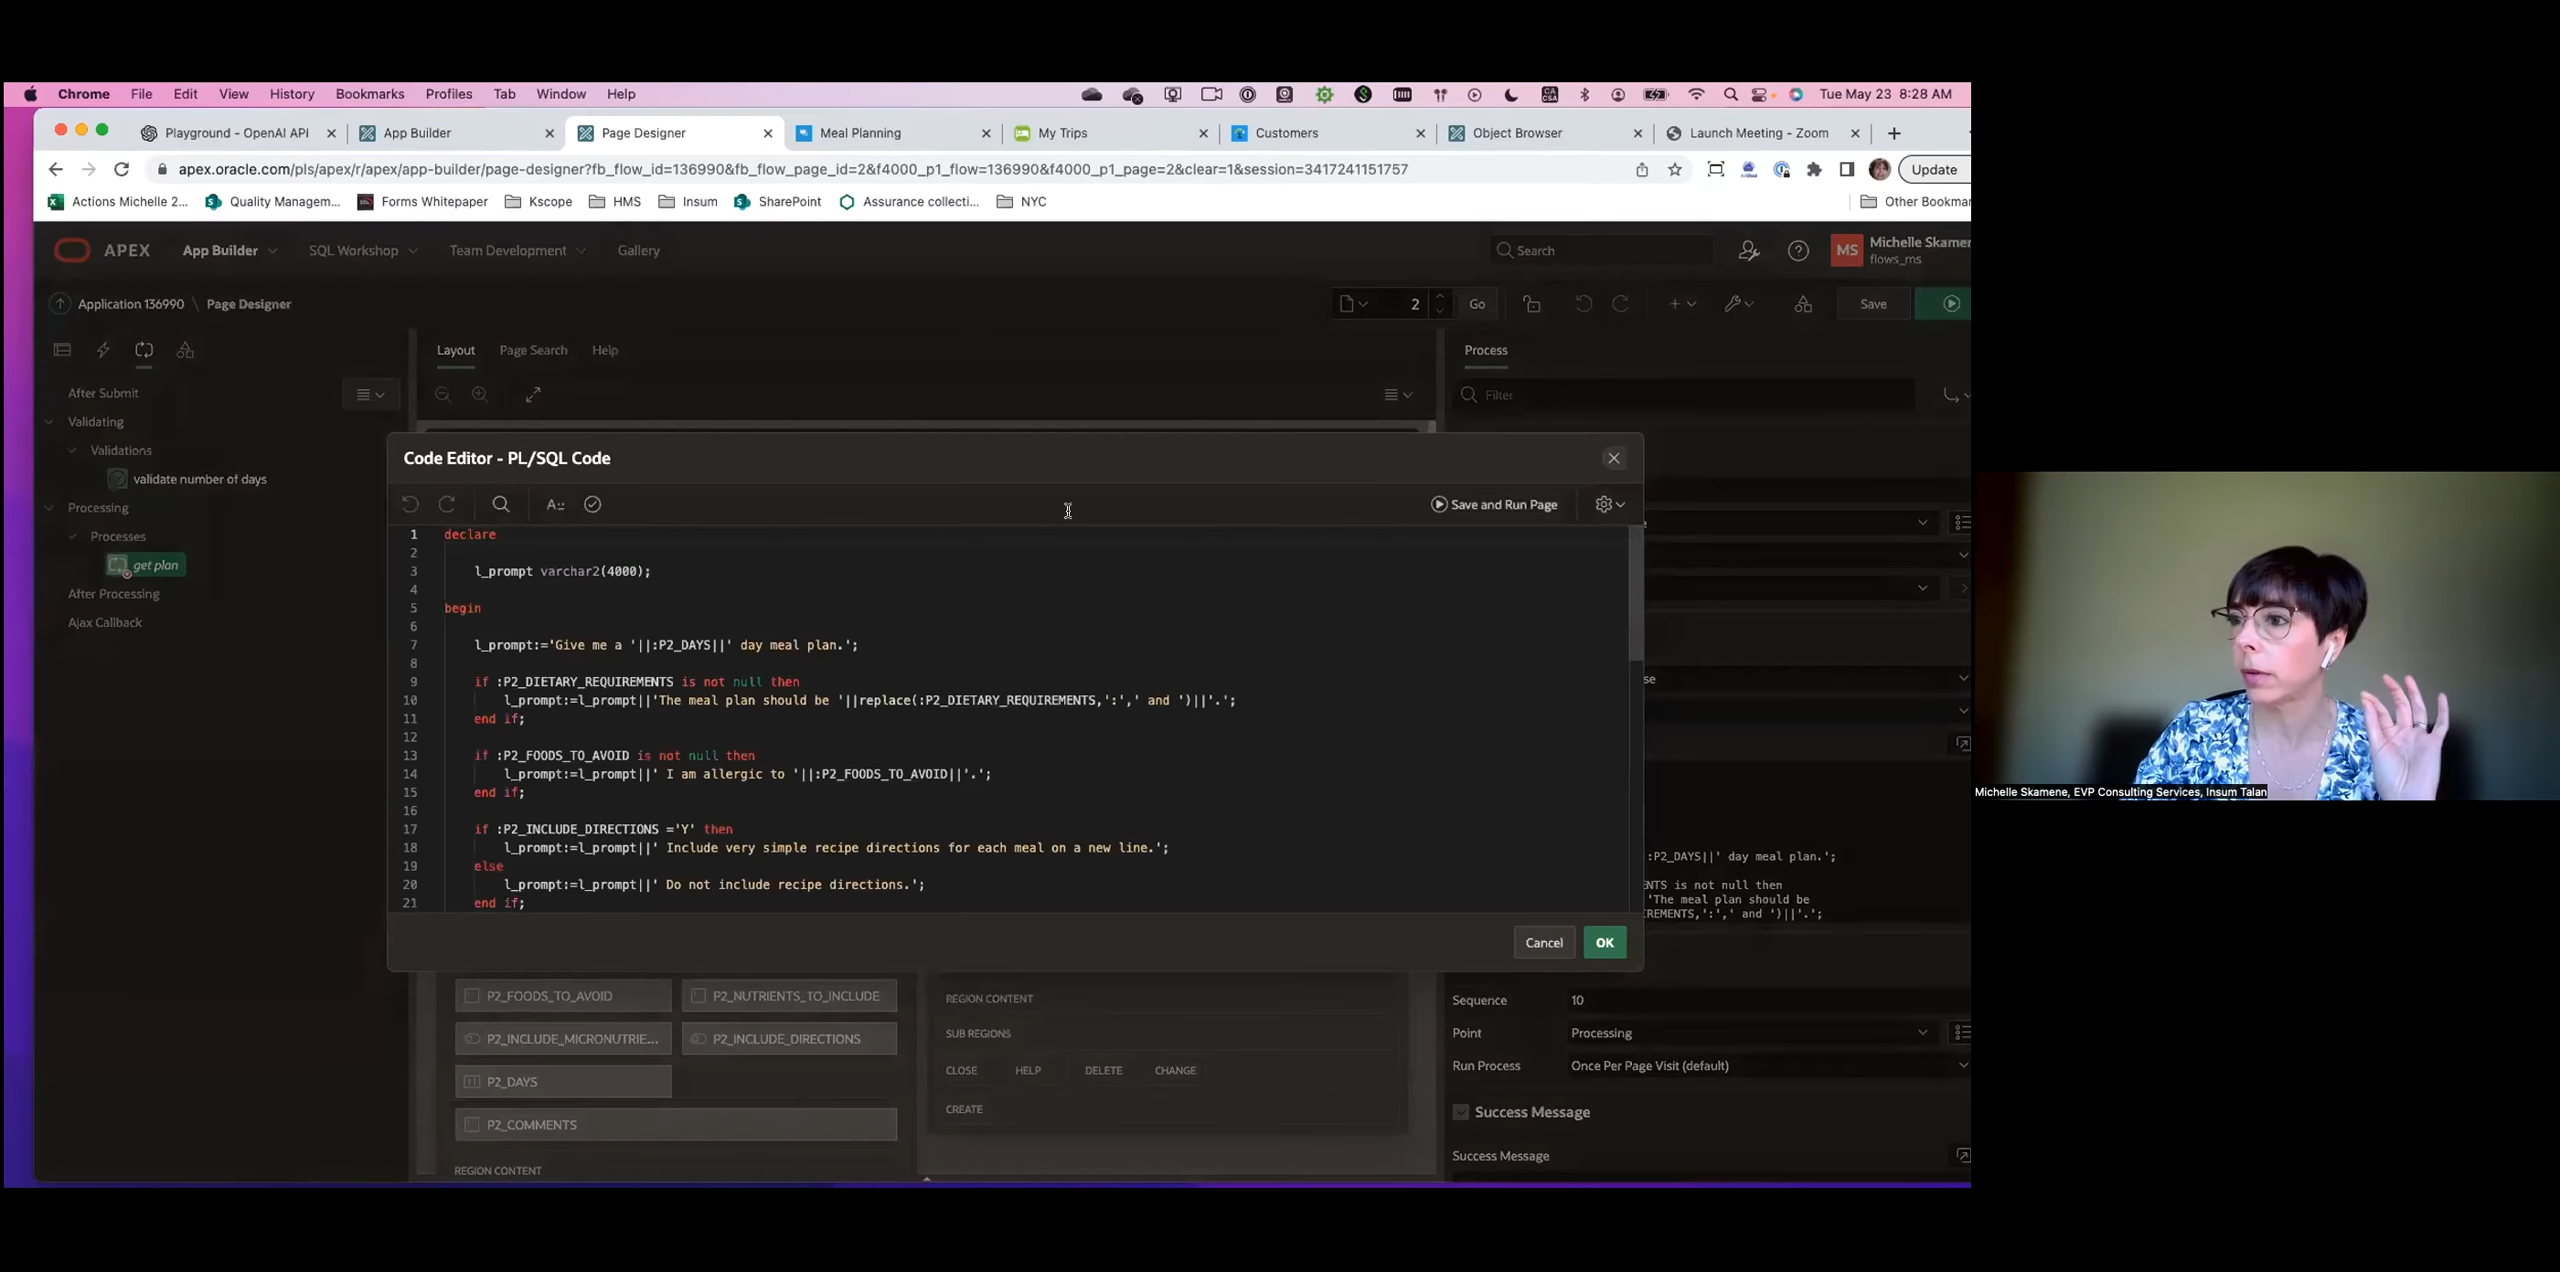 Chrome File Edit View History Bookmarks Profiles Tab Window Help Tue May 23 8:28 AM
Playground - OpenAI API App Builder Page Designer Meal Planning My Trips Customers Object Browser Launch Meeting - Zoom
apex.oracle.com/pls/apex/r/apex/app-builder/page-designer?fb_flow_id=136990&fb_flow_page_id=2&f4000_p1_flow=136990&f4000_p1_page=2&clear=1&session=3417241151757 Update
Actions Michelle 2... Quality Managem... Forms Whitepaper Kscope HMS Insum SharePoint Assurance collecti... NYC Other Bookmar
APEX App Builder SQL Workshop Team Development Gallery Search MS Michelle Skamer
flows_ms
Application 136990 \ Page Designer 2 Go Save
Layout Page Search Help Process
After Submit Filter
Validating
Validations
validate number of days
Processing
Processes
get plan
After Processing
Ajax Callback
Code Editor - PL/SQL Code
A Save and Run Page
1 declare
2
3 l_prompt varchar2(4000);
4
5 begin
6
7 l_prompt:='Give me a '||:P2_DAYS||' day meal plan.';
8
9 if :P2_DIETARY_REQUIREMENTS is not null then
10 l_prompt:=l_prompt||'The meal plan should be '||replace(:P2_DIETARY_REQUIREMENTS,':',' and ')||'.';
11 end if;
12
13 if :P2_FOODS_TO_AVOID is not null then
14 l_prompt:=l_prompt||' I am allergic to '||:P2_FOODS_TO_AVOID||'.';
15 end if;
16
17 if :P2_INCLUDE_DIRECTIONS ='Y' then
18 l_prompt:=l_prompt||' Include very simple recipe directions for each meal on a new line.';
19 else
20 l_prompt:=l_prompt||' Do not include recipe directions.';
21 end if;
Cancel OK
se
:P2_DAYS||' day meal plan.';
ENTS is not null then
'The meal plan should be
REMENTS,':',' and ')||'.';
P2_FOODS_TO_AVOID P2_NUTRIENTS_TO_INCLUDE
P2_INCLUDE_MICRONUTRIE... P2_INCLUDE_DIRECTIONS
P2_DAYS
P2_COMMENTS
REGION CONTENT
REGION CONTENT
SUB REGIONS
CLOSE HELP DELETE CHANGE
CREATE
Sequence 10
Point Processing
Run Process Once Per Page Visit (default)
Success Message
Success Message
Michelle Skamene, EVP Consulting Services, Insum Talan